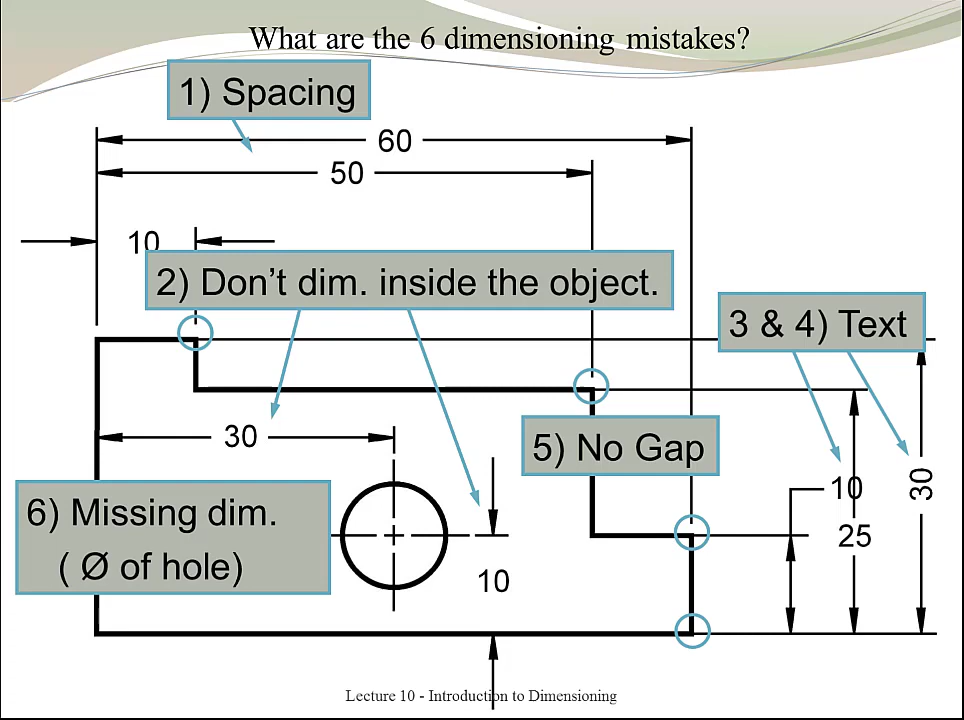 What are the 6 dimensioning mistakes?
1) Spacing
60
50
10
2) Don't dim. inside the object.
3 & 4) Text
30
5) No Gap
10
30
6) Missing dim.
( Ø of hole)
25
10
Lecture 10 - Introduction to Dimensioning